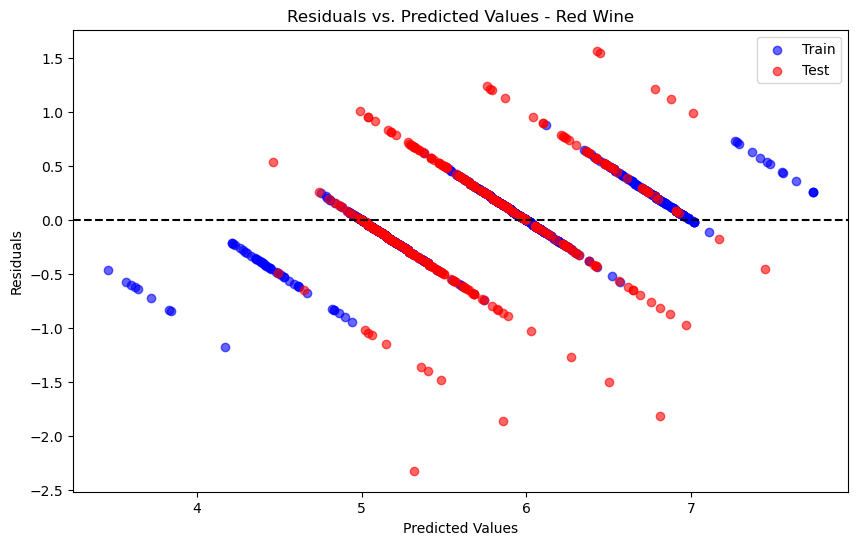 Residuals vs. Predicted Values - Red Wine
Train
Test
1.5
1.0
0.5
0.0
−0.5
−1.0
−1.5
−2.0
−2.5
Residuals
4
5
6
7
Predicted Values